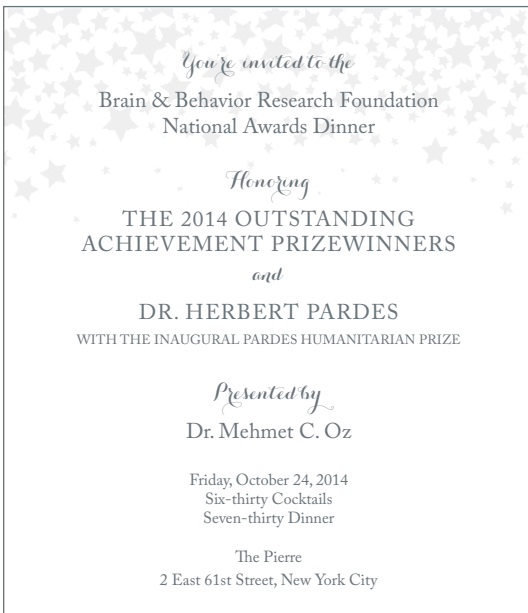 You're invited to the
Brain & Behavior Research Foundation
National Awards Dinner
Honoring
THE 2014 OUTSTANDING
ACHIEVEMENT PRIZEWINNERS
and
DR. HERBERT PARDES
WITH THE INAUGURAL PARDES HUMANITARIAN PRIZE
Presented by
Dr. Mehmet C. Oz
Friday, October 24, 2014
Six-thirty Cocktails
Seven-thirty Dinner
The Pierre
2 East 61st Street, New York City